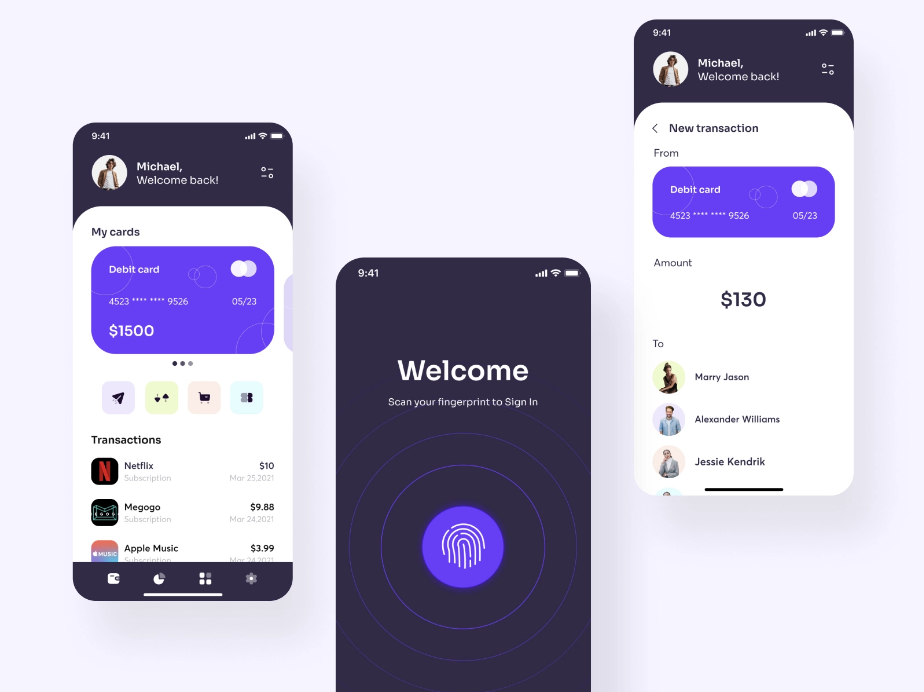 9:41
Michael,
Welcome back!
My cards
Debit card
4523 **** **** 9526 05/23
$1500
Transactions
Netflix $10
Subscription Mar 25,2021
Megogo $9.88
Subscription Mar 24,2021
MUSIC
Apple Music $3.99
Subscription Mar 24,2021
9:41
Welcome
Scan your fingerprint to Sign In
9:41
Michael,
Welcome back!
New transaction
From
Debit card
4523 **** **** 9526 05/23
Amount
$130
To
Marry Jason
Alexander Williams
Jessie Kendrik